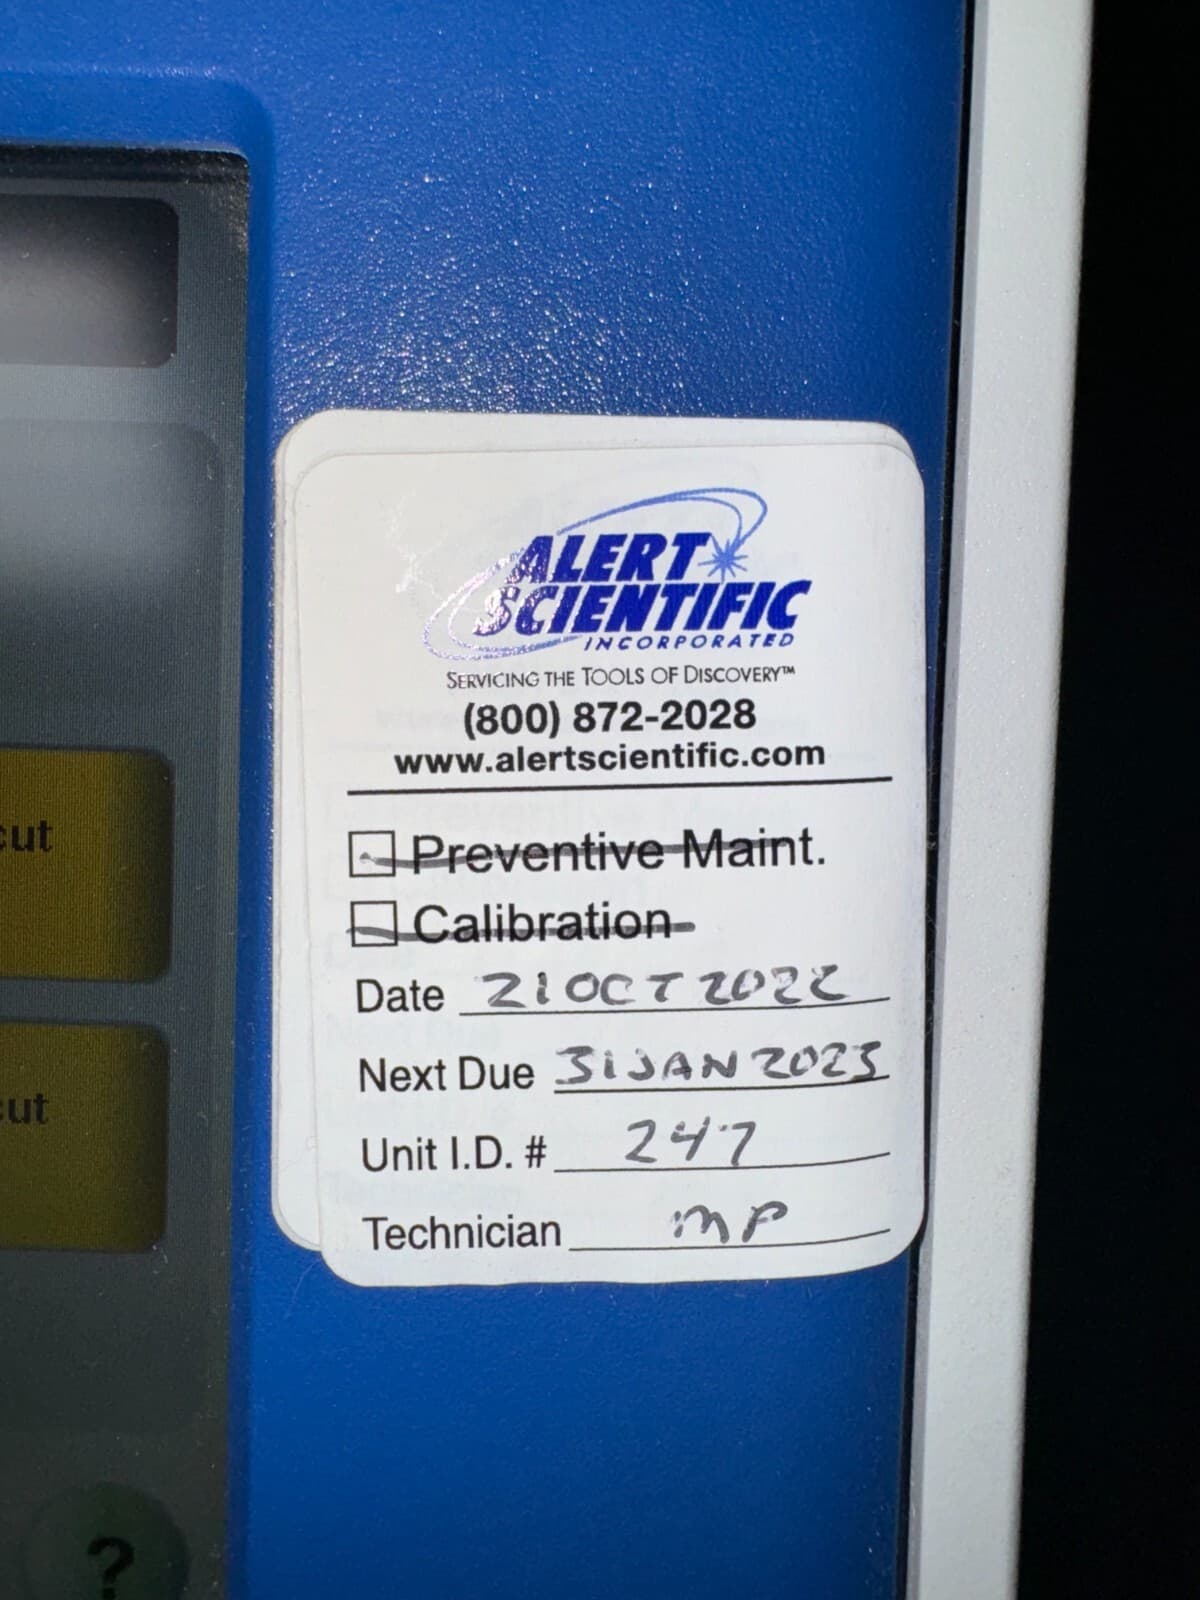 ALERT
SCIENTIFIC
INCORPORATED
SERVICING THE TOOLS OF DISCOVERY™
(800) 872-2028
www.alertscientific.com
Preventive Maint.
Calibration
Date 21 OCT 2022
Next Due 31 JAN 2023
Unit I.D. # 247
Technician MP
cut
cut
?